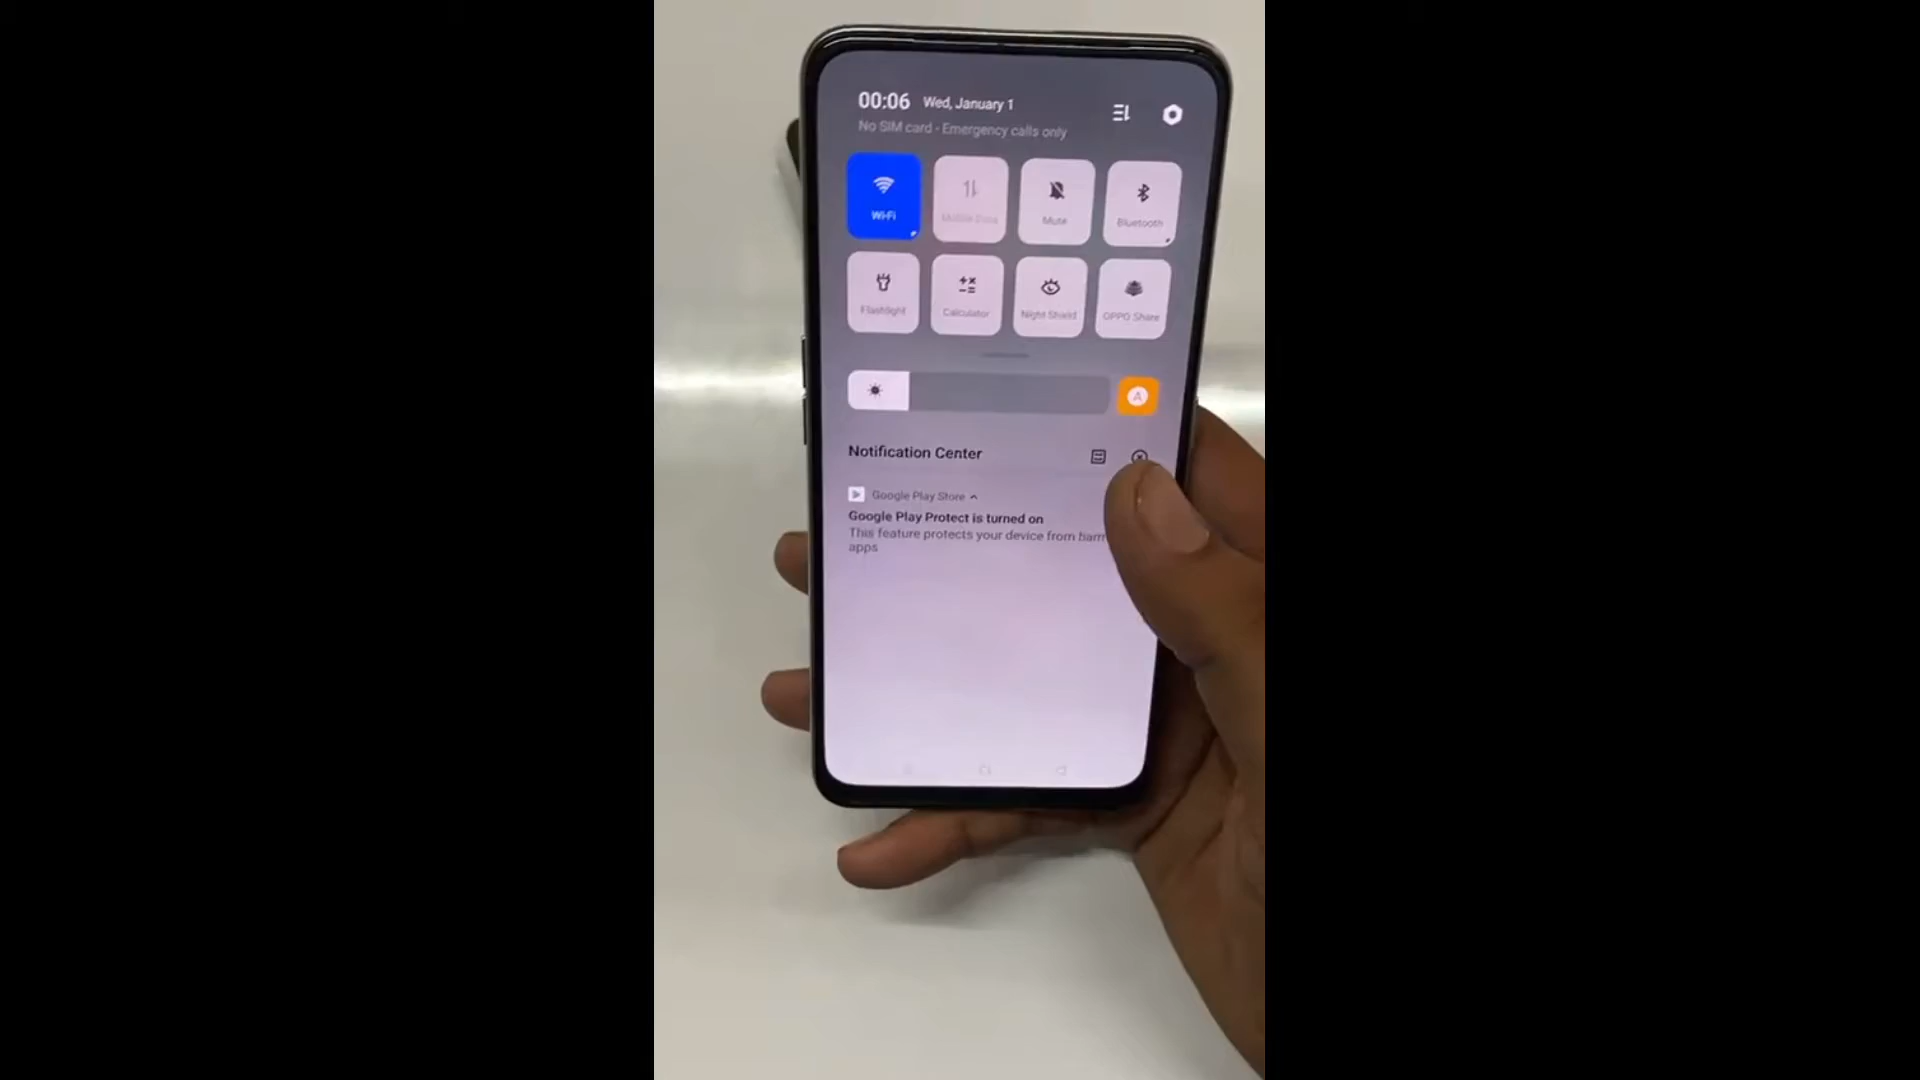 00:06 Wed, January 1
No SIM card - Emergency calls only
Wi-Fi Mobile Data Mute Bluetooth
Flashlight Calculator Night Shield OPPO Share
A
Notification Center
Google Play Store
Google Play Protect is turned on
This feature protects your device from
apps